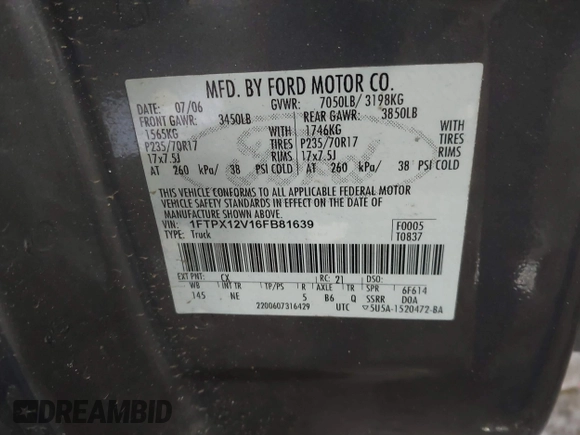 MFD. BY FORD MOTOR CO.
DATE: 07/06 GVWR: 7050LB/ 3198KG
FRONT GAWR: 3450LB REAR GAWR: 3850LB
1565KG WITH 1746KG WITH
P235/70R17 TIRES P235/70R17 TIRES
17x7.5J RIMS 17x7.5J RIMS
AT 260 kPa/ 38 PSI COLD AT 260 kPa/ 38 PSI COLD
THIS VEHICLE CONFORMS TO ALL APPLICABLE FEDERAL MOTOR
VEHICLE SAFETY STANDARDS IN EFFECT ON THE DATE OF
MANUFACTURE SHOWN ABOVE.
VIN: 1FTPX12V16FB81639 F0005
TYPE: Truck T0837
EXT PNT: CX RC: 21 DSO:
WB INT TR TP/PS R AXLE TR SPR 6F614
145 NE 5 B6 Q SSRR D0A
2200607316429 UTC ▽5U5A-1520472-BA
DREAMBID